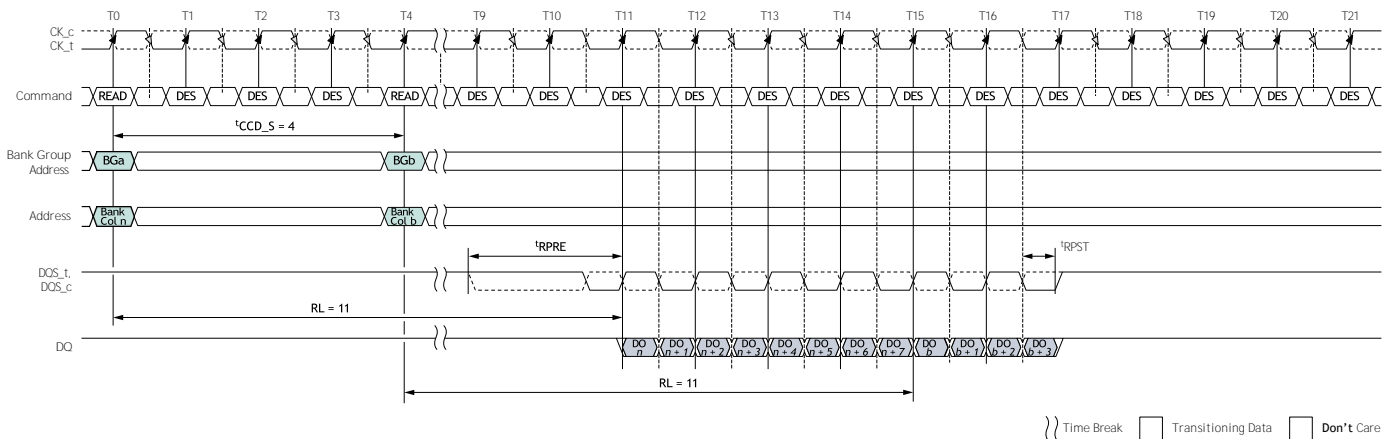 T0 T1 T2 T3 T4 T9 T10 T11 T12 T13 T14 T15 T16 T17 T18 T19 T20 T21
CK_c
CK_t
Command READ DES DES DES READ DES DES DES DES DES DES DES DES DES DES DES DES DES
tCCD_S = 4
Bank Group
Address
BGa BGb
Address
Bank
Col n
Bank
Col b
tRPRE tRPST
DQS_t,
DQS_c
RL = 11
DQ
DO
n
DO
n + 1
DO
n + 2
DO
n + 3
DO
n + 4
DO
n + 5
DO
n + 6
DO
n + 7
DO
b
DO
b + 1
DO
b + 2
DO
b + 3
RL = 11
Time Break Transitioning Data Don't Care